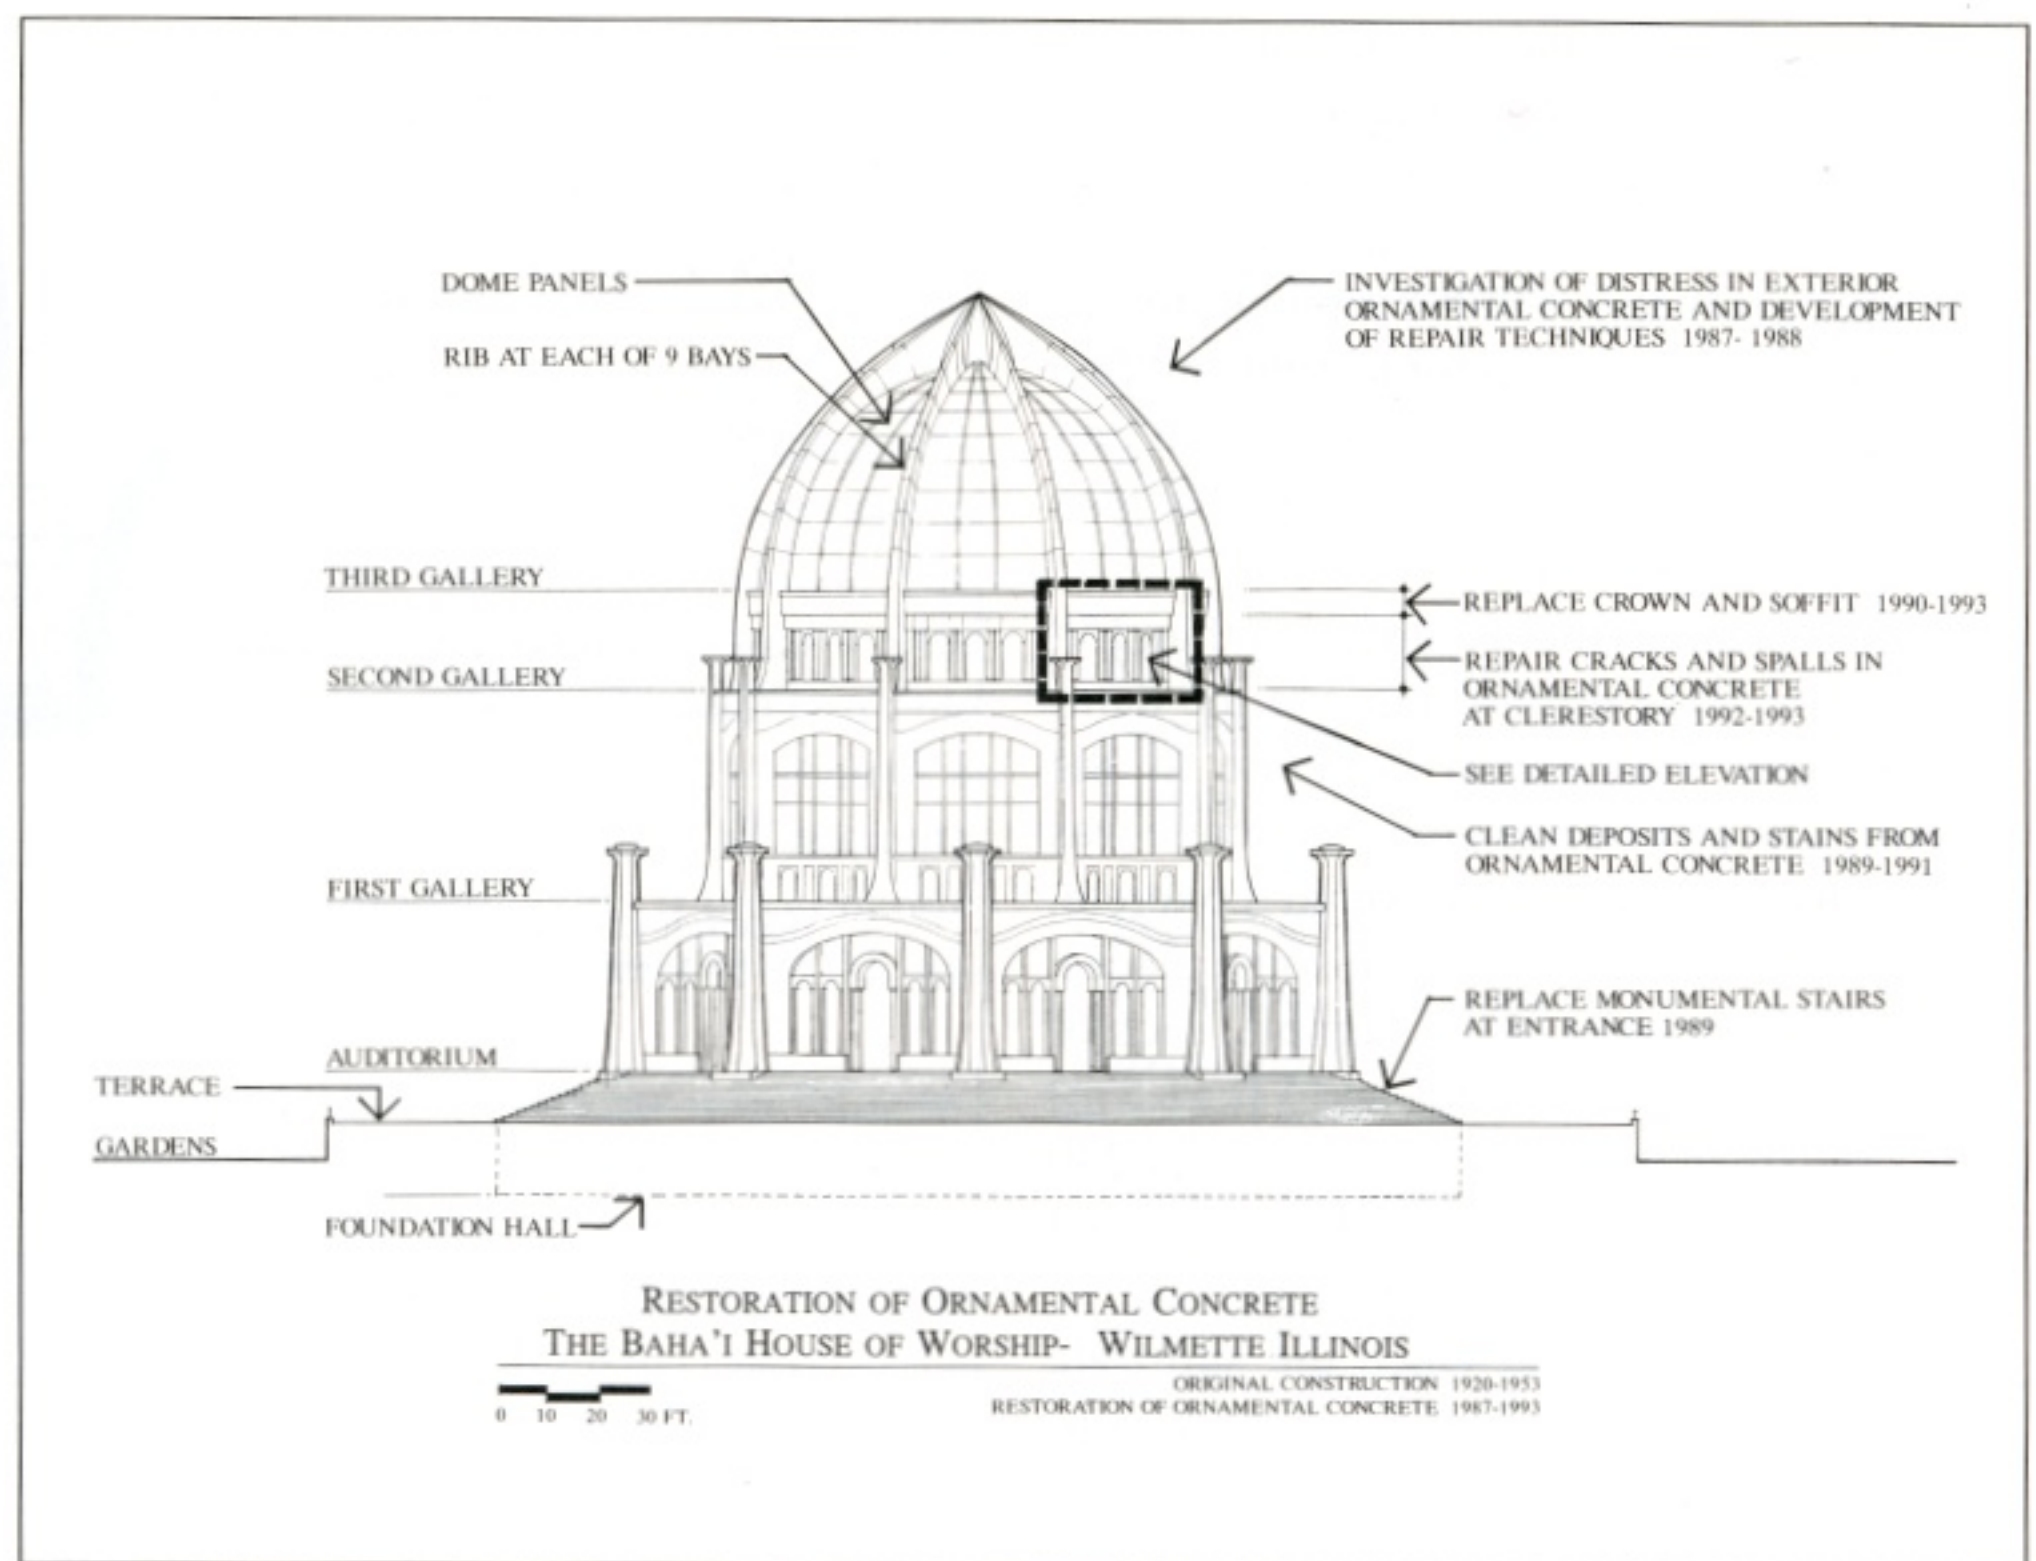 DOME PANELS
RIB AT EACH OF 9 BAYS
INVESTIGATION OF DISTRESS IN EXTERIOR
ORNAMENTAL CONCRETE AND DEVELOPMENT
OF REPAIR TECHNIQUES 1987- 1988
THIRD GALLERY
REPLACE CROWN AND SOFFIT 1990-1993
SECOND GALLERY
REPAIR CRACKS AND SPALLS IN
ORNAMENTAL CONCRETE
AT CLERESTORY 1992-1993
SEE DETAILED ELEVATION
CLEAN DEPOSITS AND STAINS FROM
ORNAMENTAL CONCRETE 1989-1991
FIRST GALLERY
REPLACE MONUMENTAL STAIRS
AT ENTRANCE 1989
AUDITORIUM
TERRACE
GARDENS
FOUNDATION HALL
RESTORATION OF ORNAMENTAL CONCRETE
THE BAHA'I HOUSE OF WORSHIP- WILMETTE ILLINOIS
ORIGINAL CONSTRUCTION 1920-1953
RESTORATION OF ORNAMENTAL CONCRETE 1987-1993
0 10 20 30 FT.